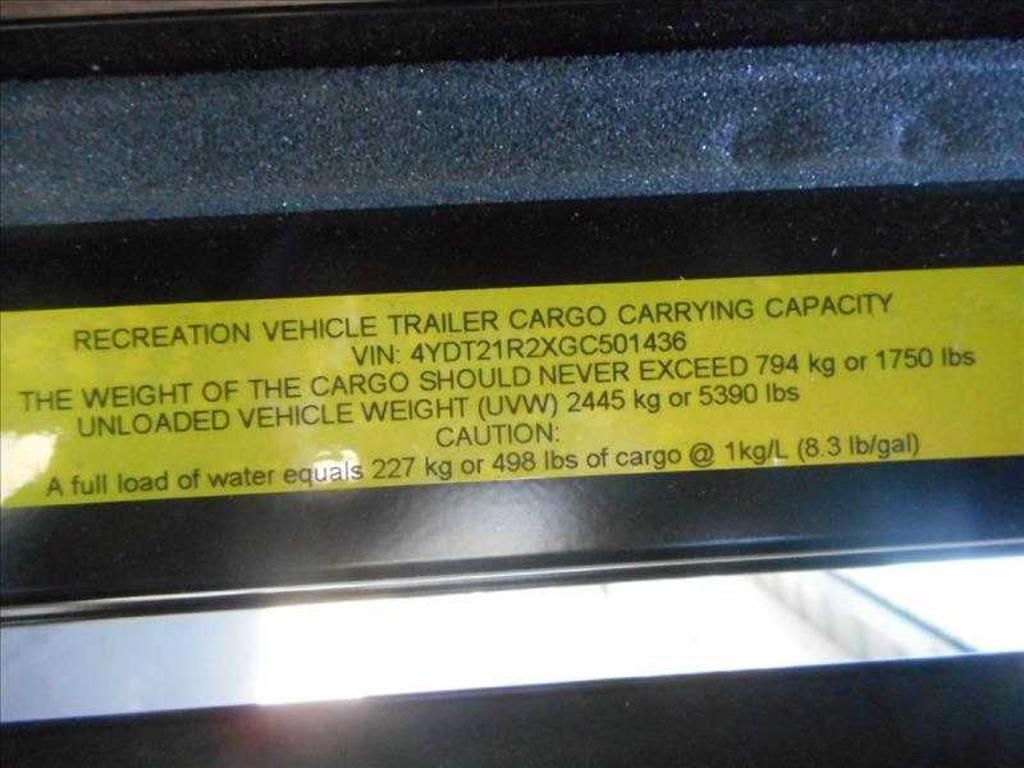 RECREATION VEHICLE TRAILER CARGO CARRYING CAPACITY
VIN: 4YDT21R2XGC501436
THE WEIGHT OF THE CARGO SHOULD NEVER EXCEED 794 kg or 1750 lbs
UNLOADED VEHICLE WEIGHT (UVW) 2445 kg or 5390 lbs
CAUTION:
A full load of water equals 227 kg or 498 lbs of cargo @ 1kg/L (8.3 lb/gal)